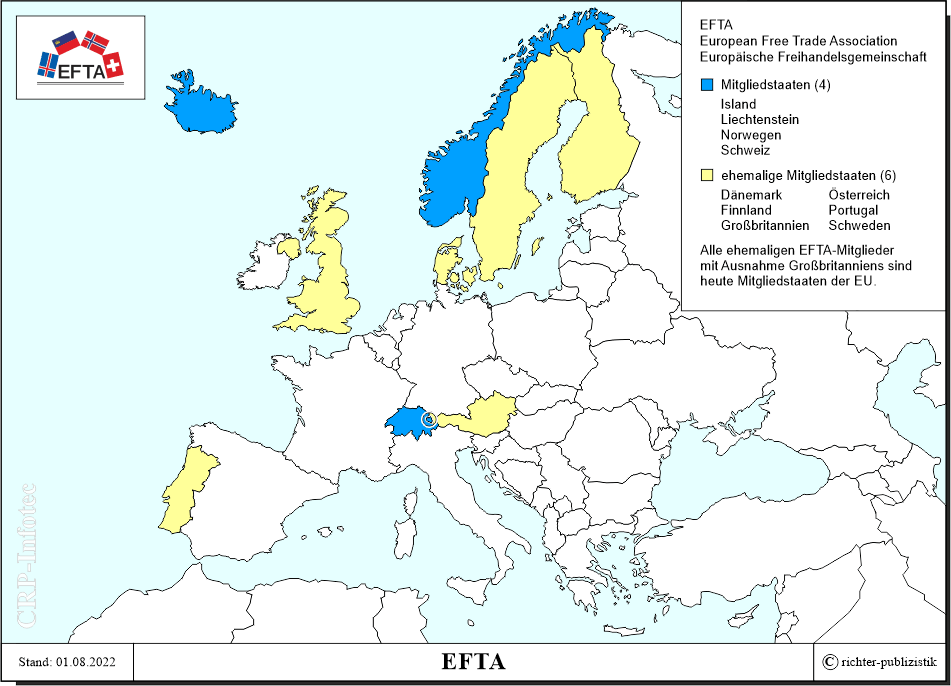 EFTA
EFTA
European Free Trade Association
Europäische Freihandelsgemeinschaft
Mitgliedstaaten (4)
Island
Liechtenstein
Norwegen
Schweiz
ehemalige Mitgliedstaaten (6)
Dänemark Österreich
Finnland Portugal
Großbritannien Schweden
Alle ehemaligen EFTA-Mitglieder
mit Ausnahme Großbritanniens sind
heute Mitgliedstaaten der EU.
CRP-Infotec
Stand: 01.08.2022
EFTA
© richter-publizistik